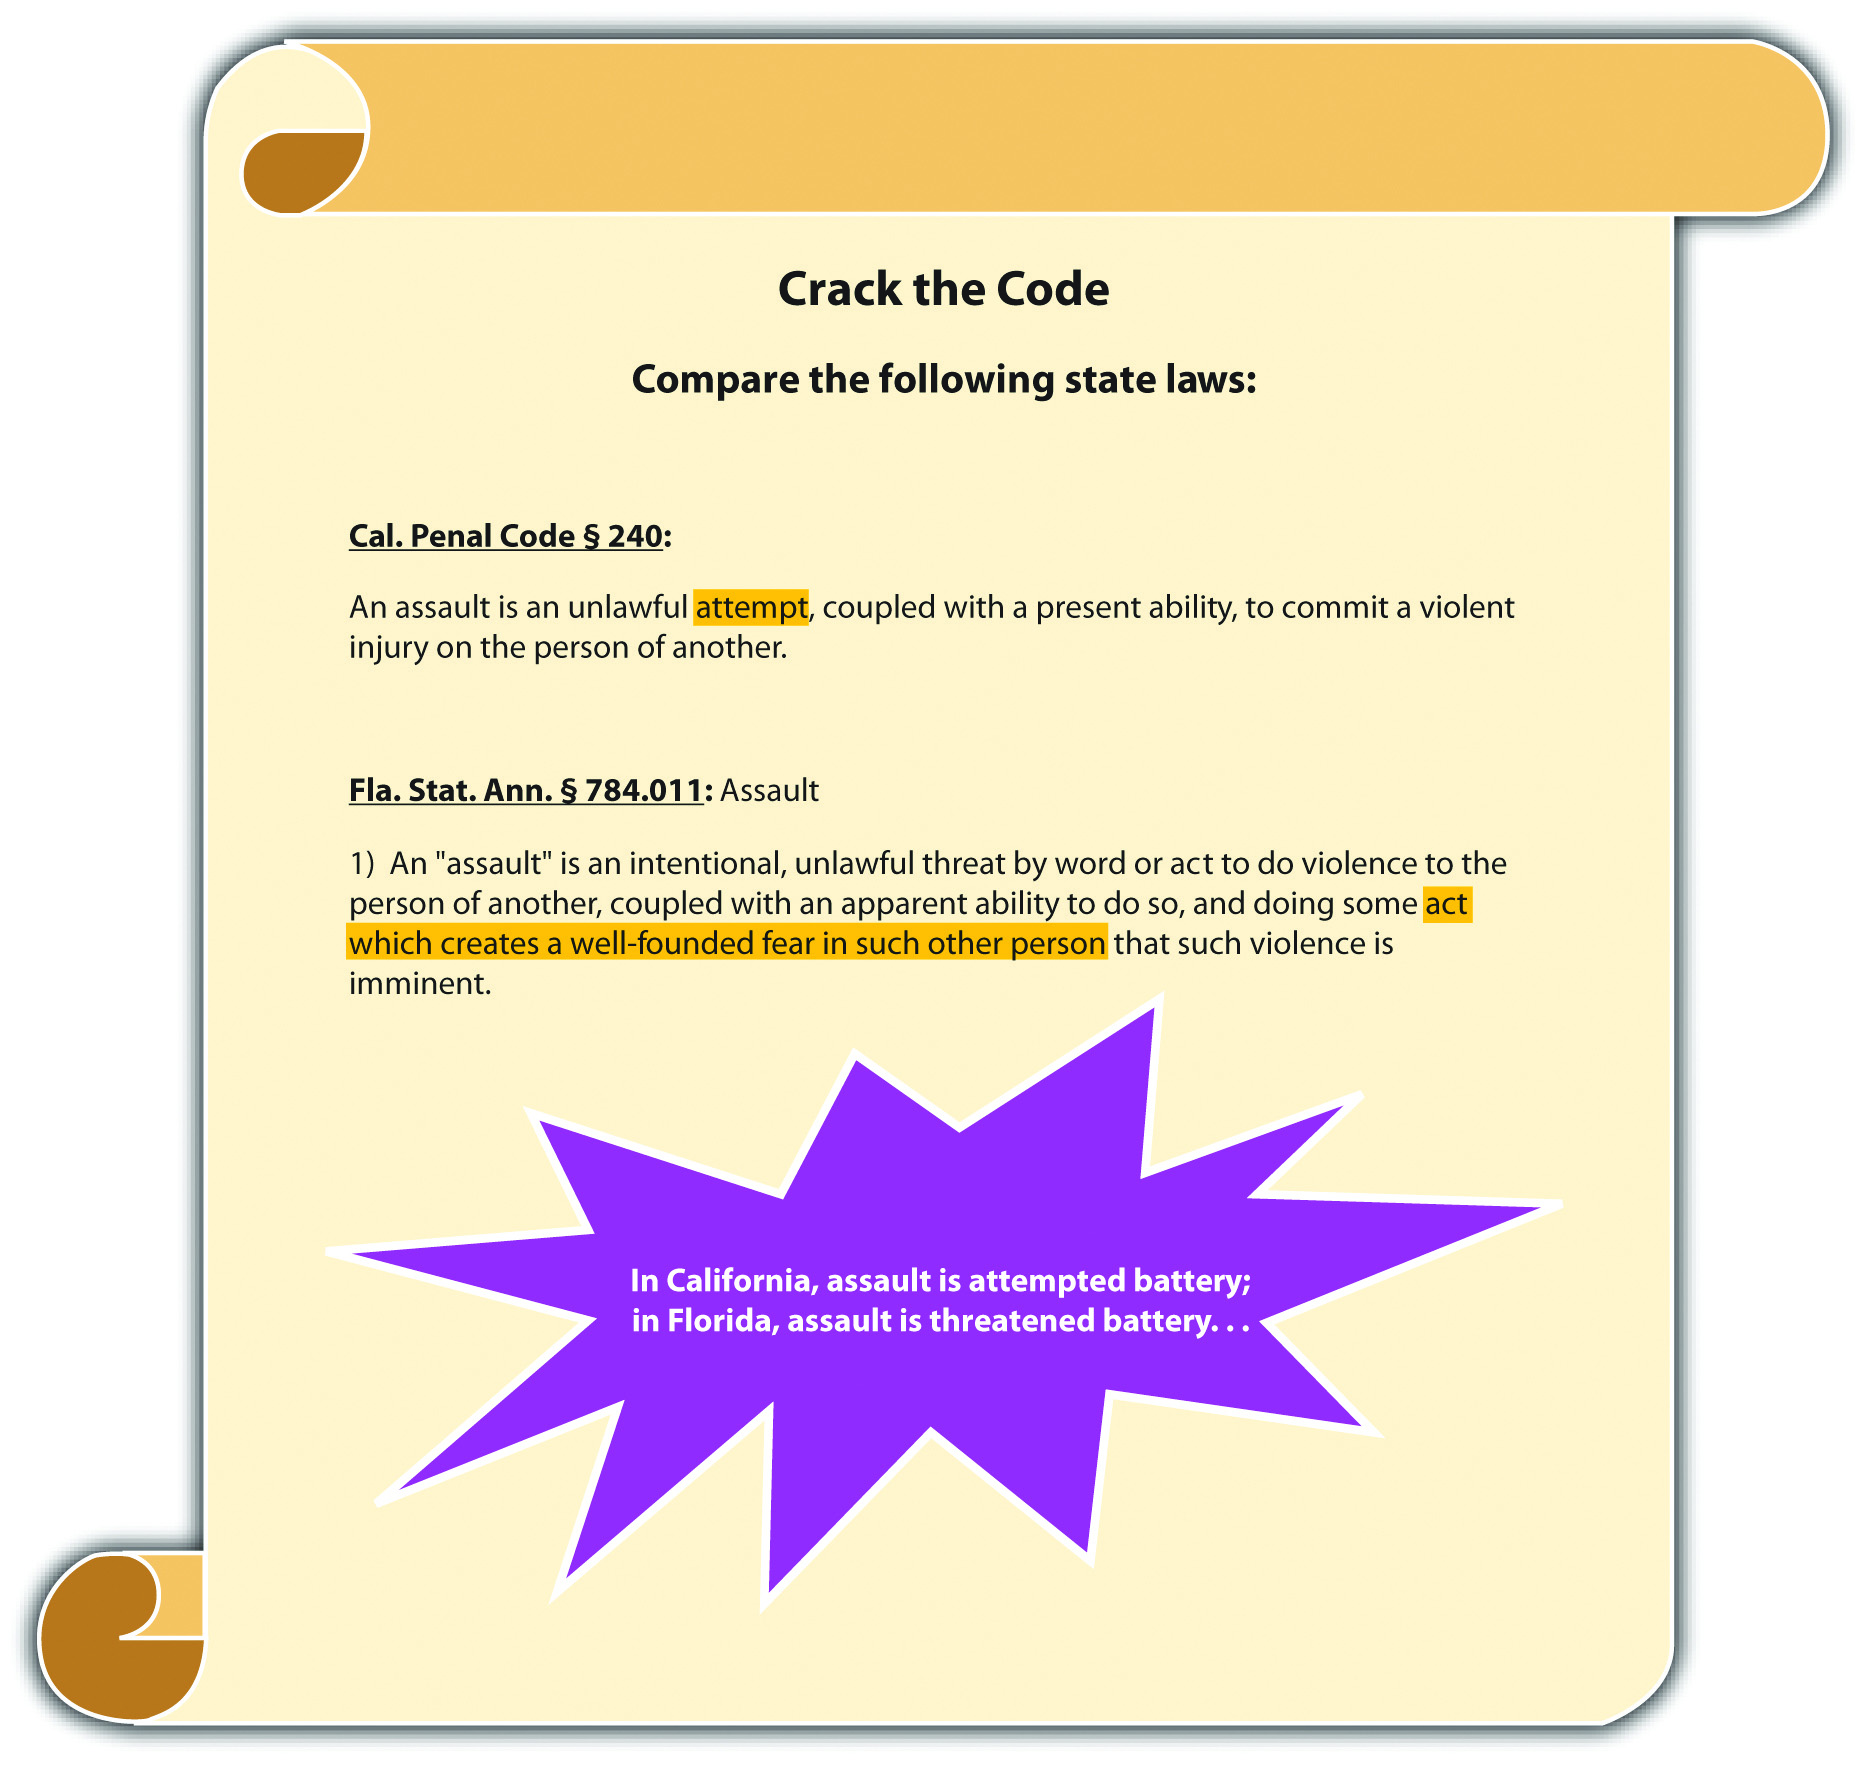 Crack the Code
Compare the following state laws:
Cal. Penal Code § 240:
An assault is an unlawful attempt, coupled with a present ability, to commit a violent
injury on the person of another.
Fla. Stat. Ann. § 784.011: Assault
1)  An "assault" is an intentional, unlawful threat by word or act to do violence to the
person of another, coupled with an apparent ability to do so, and doing some act
which creates a well-founded fear in such other person that such violence is
imminent.
In California, assault is attempted battery;
in Florida, assault is threatened battery. . .